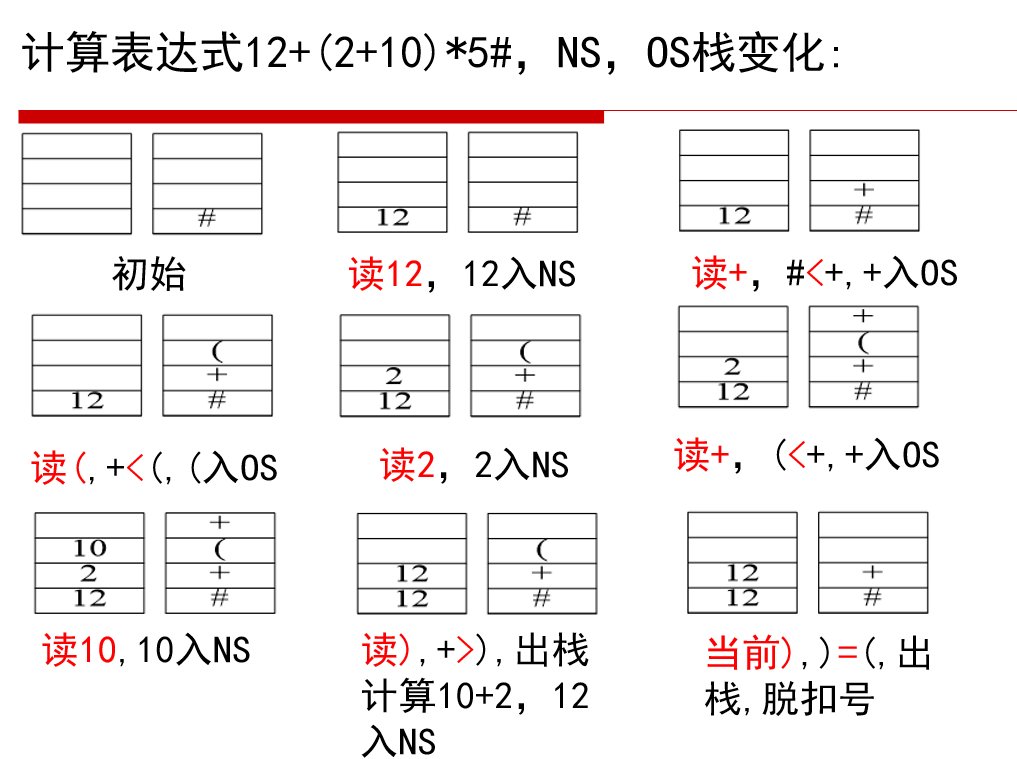 计算表达式12+(2+10)*5#，NS，OS栈变化:
#
12 #
+
12 #
初始
读12，12入NS
读+，#<+,+入OS
(
+
12 #
(
2 +
12 #
+
(
2 +
12 #
读(,+<(,(入OS
读2，2入NS
读+，(<+,+入OS
+
10 (
2 +
12 #
(
12 +
12 #
12 +
12 #
读10,10入NS
读),+>),出栈
计算10+2，12
入NS
当前),)=(,出
栈,脱扣号